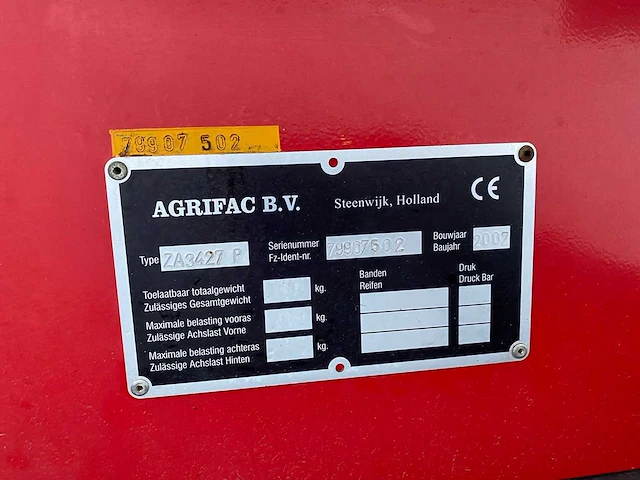 79907 502
AGRIFAC B.V.
Steenwijk, Holland
CE
Type ZA3427 P
Serienummer
Fz-Ident-nr.
79907502
Bouwjaar
Baujahr
Toelaatbaar totaalgewicht
Zulässiges Gesamtgewicht
kg.
Maximale belasting vooras
Zulässige Achslast Vorne
kg.
Maximale belasting achteras
Zulässige Achslast Hinten
kg.
Banden
Reifen
Druk
Druck Bar